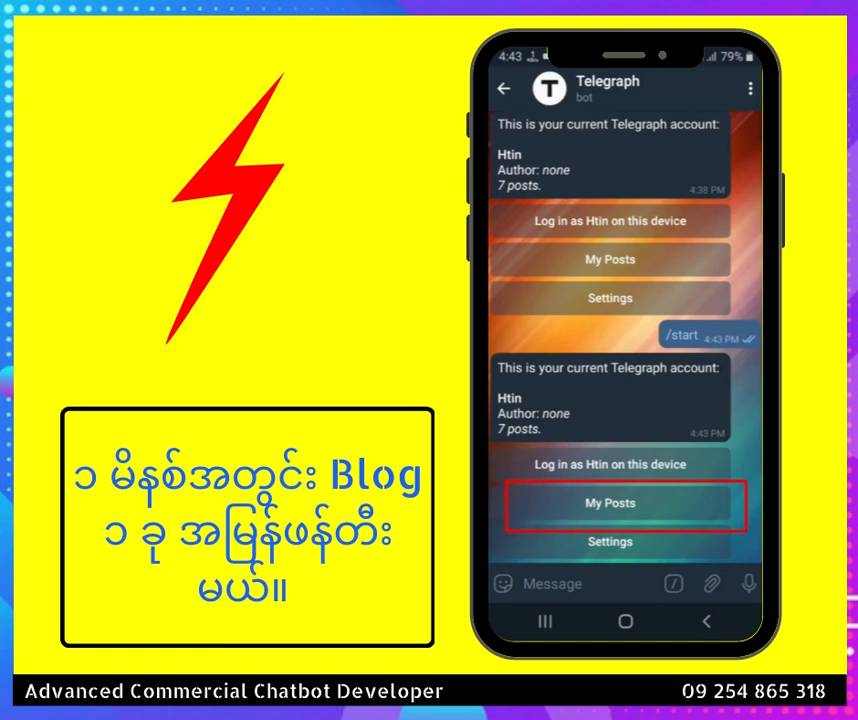 ၁ မိနစ်အတွင်း Blog
၁ ခု အမြန်ဖန်တီး
မယ်။
4:43
79%
Telegraph
bot
This is your current Telegraph account:
Htin
Author: none
7 posts.
4:38 PM
Log in as Htin on this device
My Posts
Settings
/start 4:43 PM
This is your current Telegraph account:
Htin
Author: none
7 posts.
4:43 PM
Log in as Htin on this device
My Posts
Settings
Message
Advanced Commercial Chatbot Developer
09 254 865 318